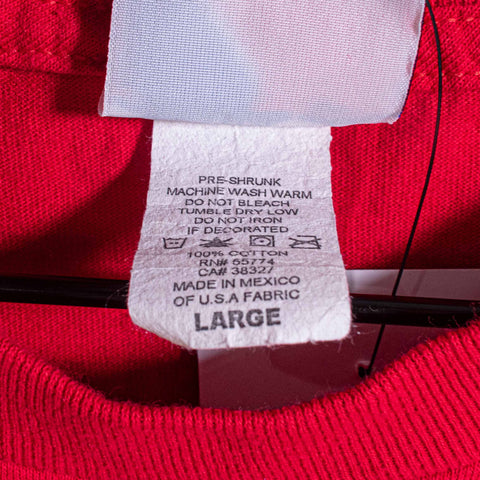 PRE-SHRUNK
MACHINE WASH WARM
DO NOT BLEACH
TUMBLE DRY LOW
DO NOT IRON
IF DECORATED
100% COTTON
RN# 65774
CA# 38327
MADE IN MEXICO
OF U.S.A FABRIC
LARGE